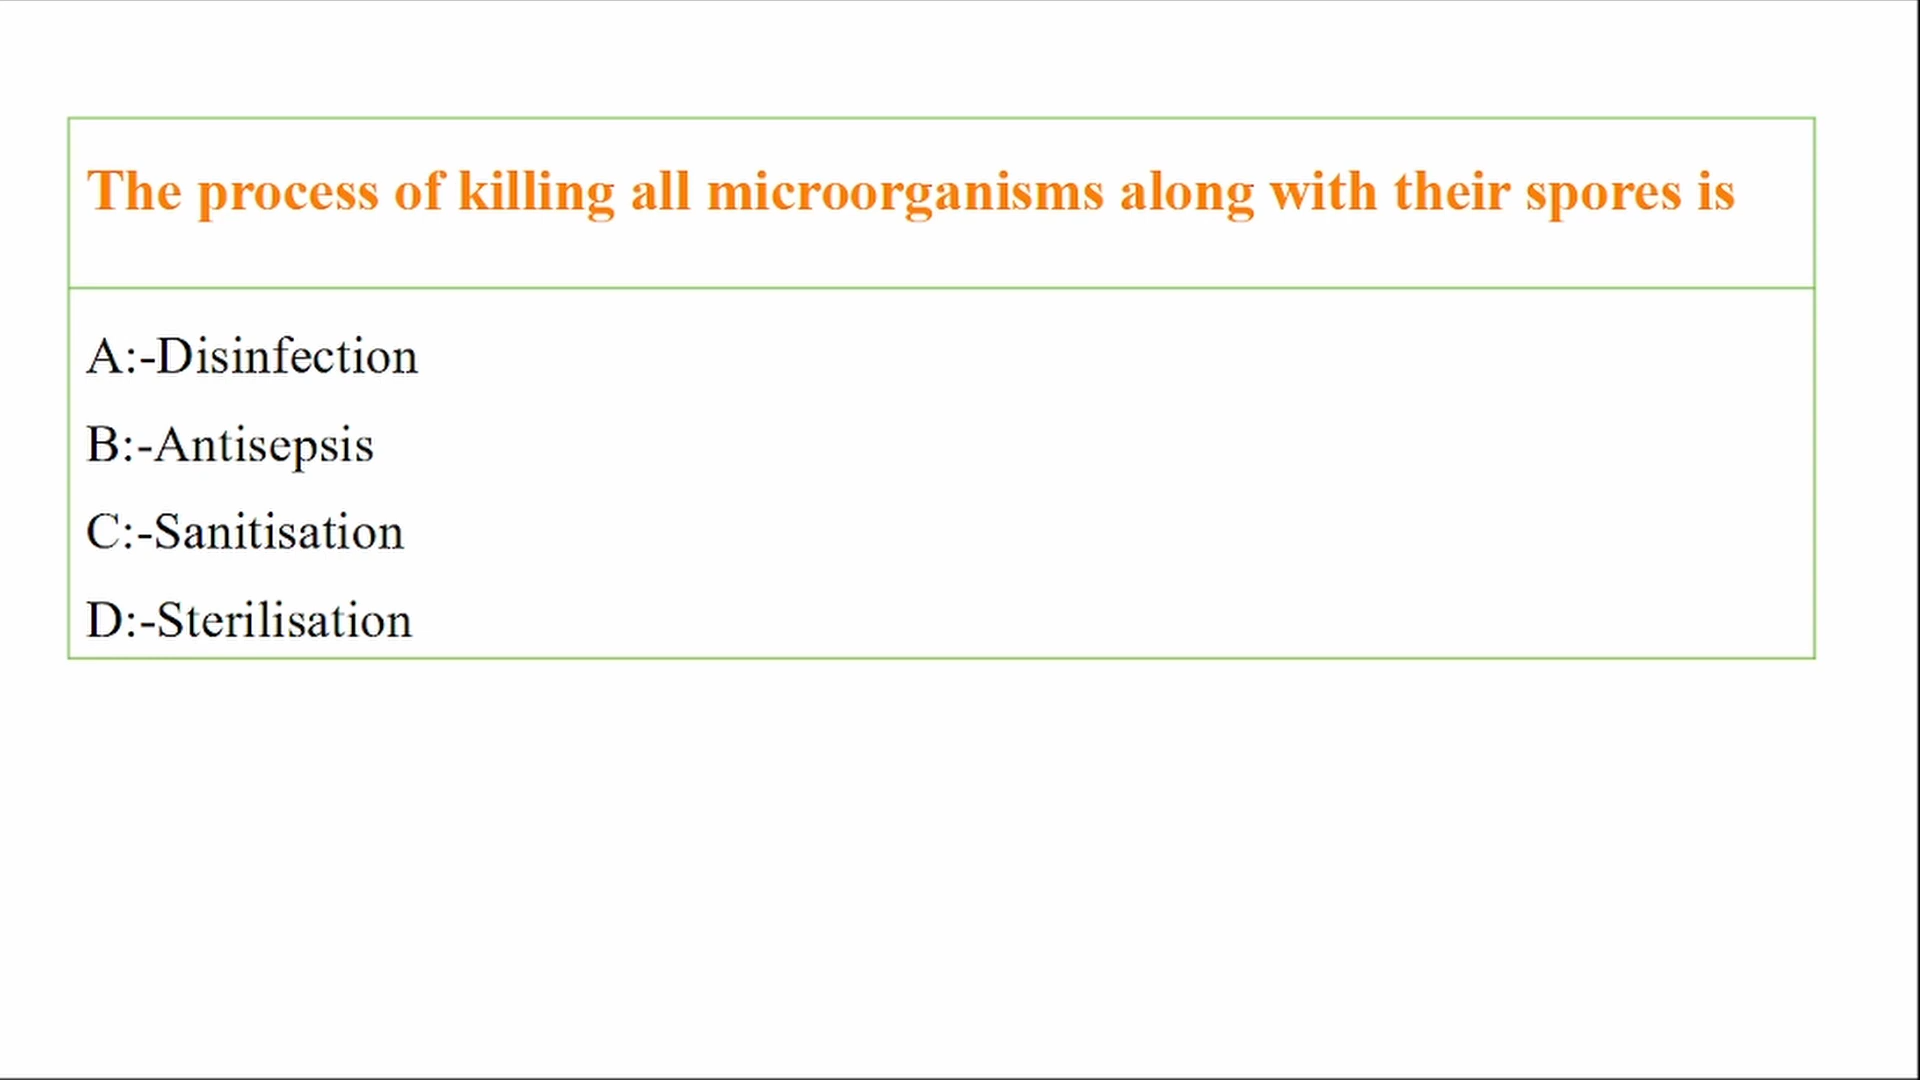 The process of killing all microorganisms along with their spores is
A:-Disinfection
B:-Antisepsis
C:-Sanitisation
D:-Sterilisation